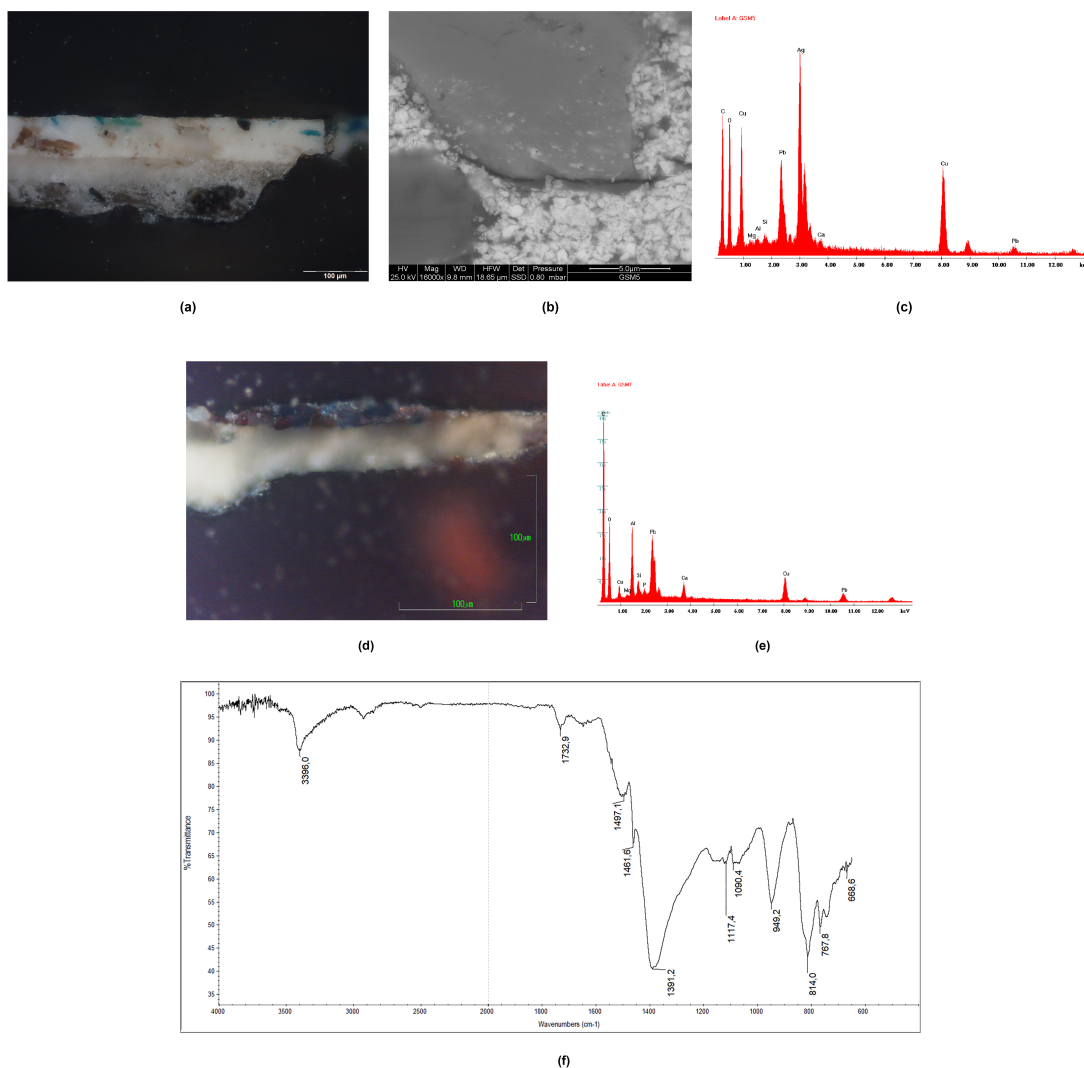 Label A: GSM5
C
O
Cu
Mg
Al
Si
Pb
Ag
Ca
Cu
Pb
1.00 2.00 3.00 4.00 5.00 6.00 7.00 8.00 9.00 10.00 11.00 12.00
100 µm
HV Mag WD HFW Det Pressure 5.0µm
25.0 kV 16000x 9.8 mm 18.65 µm SSD 0.80 mbar GSM5
(a)
(b)
(c)
100µm
100µm
O
Cu
Mg
Al
Si
P
Pb
Ca
Cu
Pb
1.00 2.00 3.00 4.00 5.00 6.00 7.00 8.00 9.00 10.00 11.00 12.00 keV
(d)
(e)
100
95
90
85
80
75
70
65
60
55
50
45
40
35
%Transmittance
3396,0
1732,9
1497,1
1461,6
1391,2
1117,4
1090,4
949,2
814,0
767,8
668,6
4000 3500 3000 2500 2000 1800 1600 1400 1200 1000 800 600
Wavenumbers (cm-1)
(f)